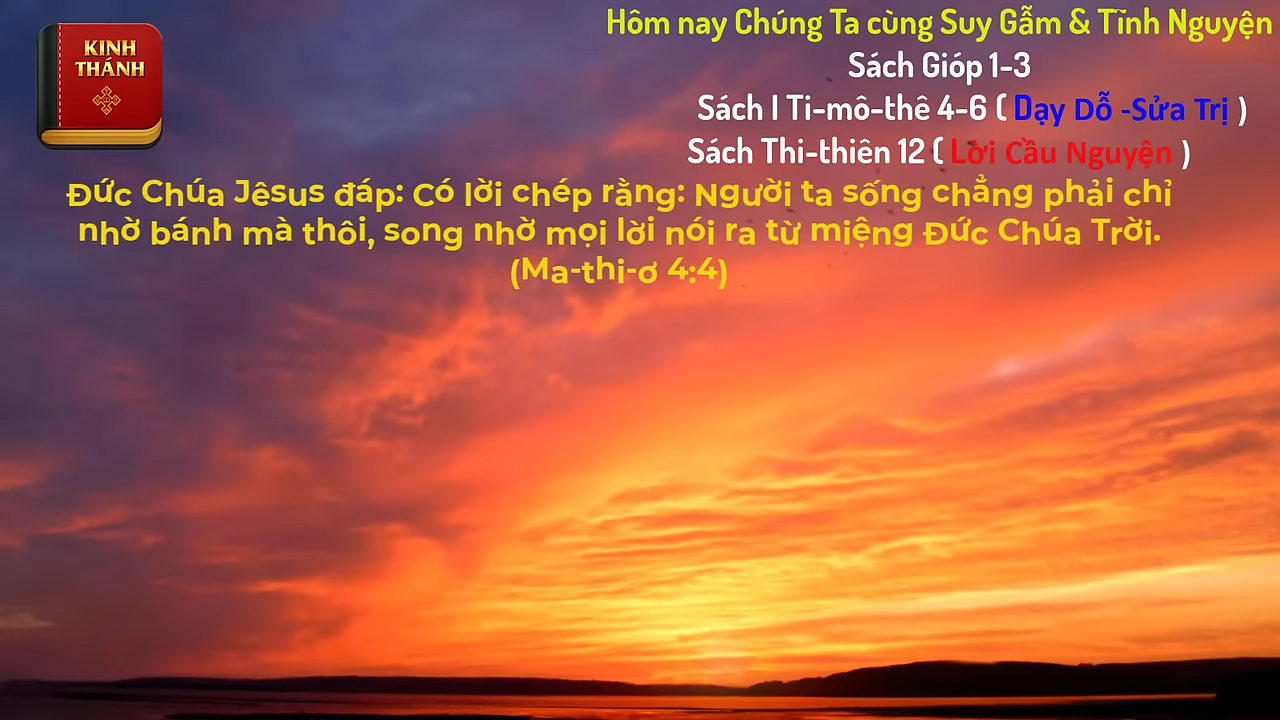 KINH
THÁNH
Hôm nay Chúng Ta cùng Suy Gẫm & Tĩnh Nguyện
Sách Gióp 1-3
Sách I Ti-mô-thê 4-6 ( Dạy Dỗ -Sửa Trị )
Sách Thi-thiên 12 ( Lời Cầu Nguyện )
Đức Chúa Jêsus đáp: Có lời chép rằng: Người ta sống chẳng phải chỉ
nhờ bánh mà thôi, song nhờ mọi lời nói ra từ miệng Đức Chúa Trời.
(Ma-thi-ơ 4:4)